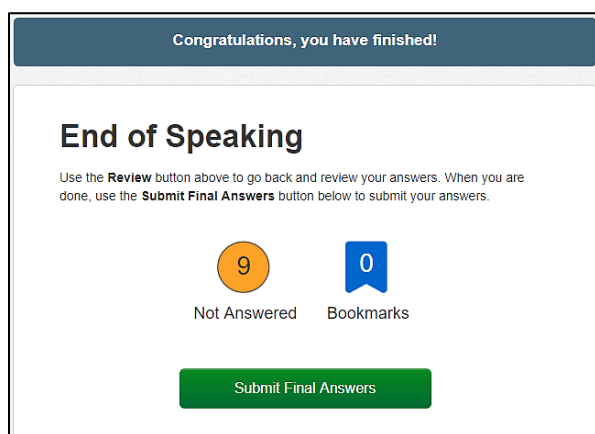 Congratulations, you have finished!
End of Speaking
Use the Review button above to go back and review your answers. When you are
done, use the Submit Final Answers button below to submit your answers.
9
0
Not Answered
Bookmarks
Submit Final Answers